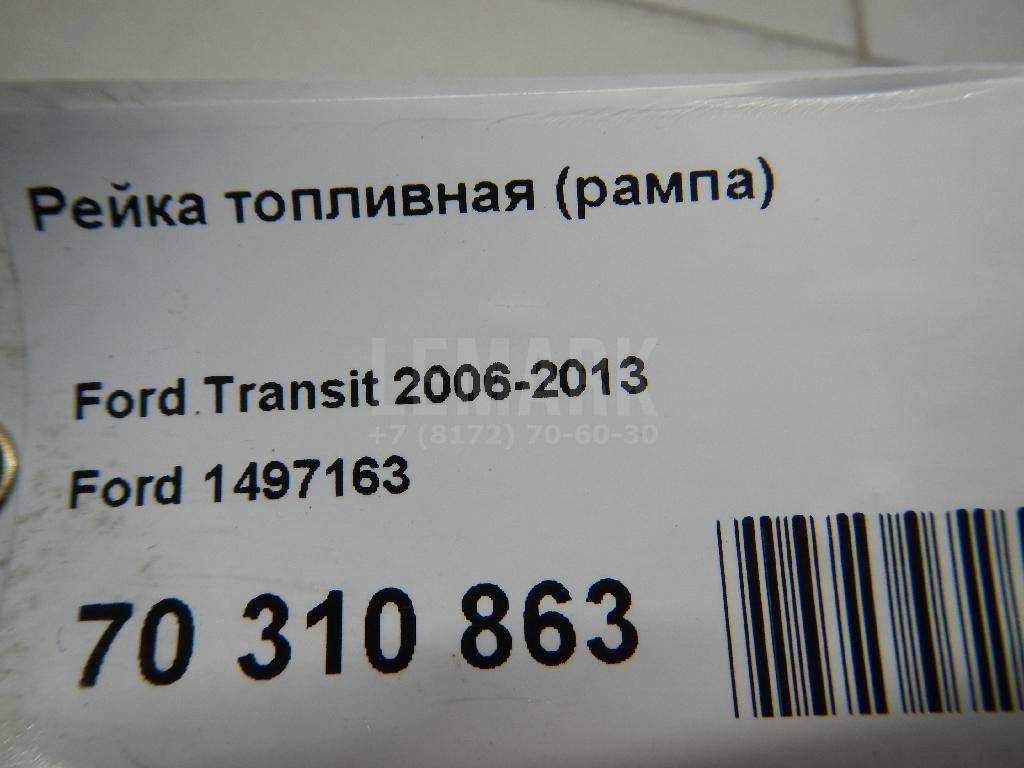 Рейка топливная (рампа)
Ford Transit 2006-2013
LEMARK
+7 (8172) 70-60-30
Ford 1497163
70 310 863